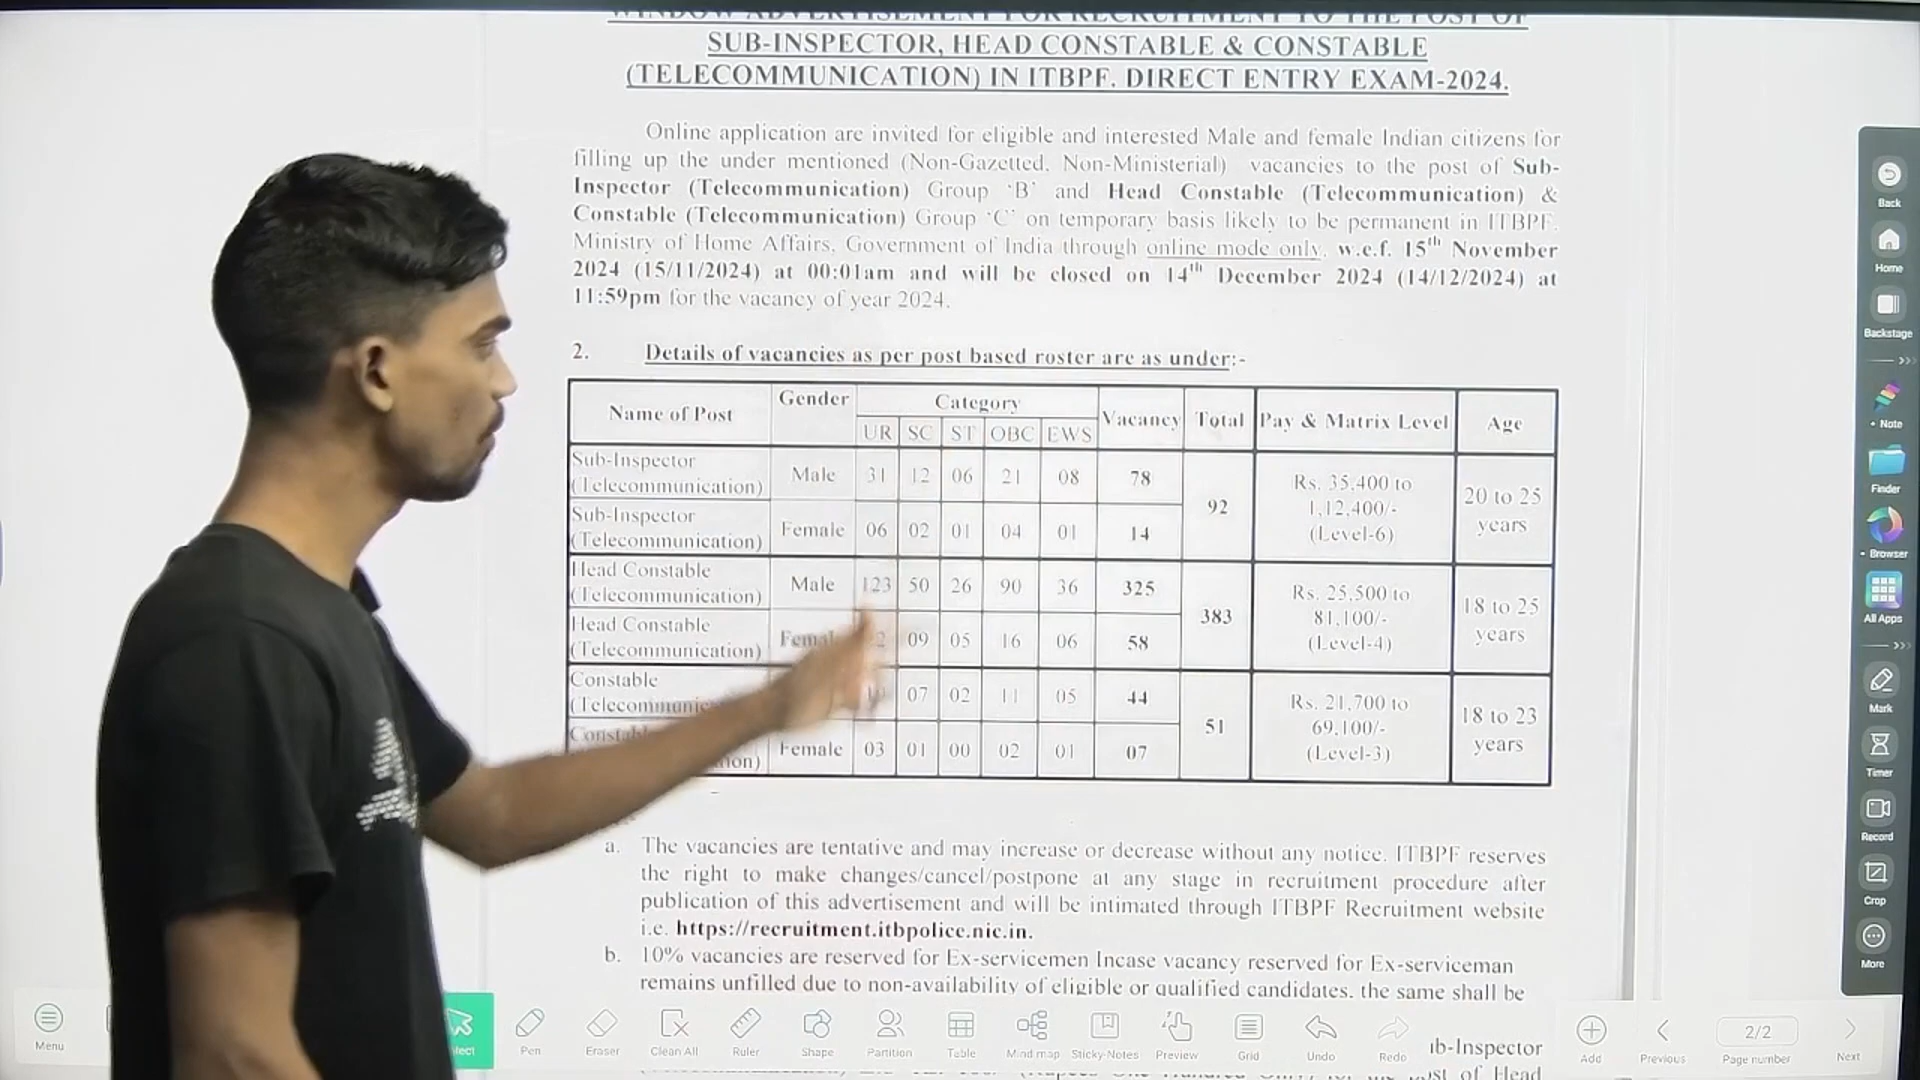 WINDOW ADVERTISEMENT FOR RECRUITMENT TO THE POST OF
SUB-INSPECTOR, HEAD CONSTABLE & CONSTABLE
(TELECOMMUNICATION) IN ITBPF. DIRECT ENTRY EXAM-2024.
Online application are invited for eligible and interested Male and female Indian citizens for
filling up the under mentioned (Non-Gazetted. Non-Ministerial) vacancies to the post of Sub-
Inspector (Telecommunication) Group 'B' and Head Constable (Telecommunication) &
Constable (Telecommunication) Group 'C' on temporary basis likely to be permanent in ITBPF.
Ministry of Home Affairs. Government of India through online mode only. w.e.f. 15th November
2024 (15/11/2024) at 00:01am and will be closed on 14th December 2024 (14/12/2024) at
11:59pm for the vacancy of year 2024.
2. Details of vacancies as per post based roster are as under:-
Name of Post Gender Category Vacancy Total Pay & Matrix Level Age
UR SC ST OBC EWS
Sub-Inspector (Telecommunication) Male 31 12 06 21 08 78 92 Rs. 35,400 to 1,12,400/- (Level-6) 20 to 25 years
Sub-Inspector (Telecommunication) Female 06 02 01 04 01 14
Head Constable (Telecommunication) Male 123 50 26 90 36 325 383 Rs. 25,500 to 81,100/- (Level-4) 18 to 25 years
Head Constable (Telecommunication) 09 05 16 06 58
Constable 07 02 11 05 44 51 Rs. 21,700 to 69,100/- (Level-3) 18 to 23 years
Female 03 01 00 02 01 07
a. The vacancies are tentative and may increase or decrease without any notice. ITBPF reserves
the right to make changes/cancel/postpone at any stage in recruitment procedure after
publication of this advertisement and will be intimated through ITBPF Recruitment website
i.e. https://recruitment.itbpolice.nic.in.
b. 10% vacancies are reserved for Ex-servicemen Incase vacancy reserved for Ex-serviceman
remains unfilled due to non-availability of eligible or qualified candidates. the same shall be
ib-Inspector
of Head
Back
Home
Backstage
Note
Finder
Browser
All Apps
Mark
Timer
Record
Crop
More
Menu Pen Eraser Clean All Ruler Shape Partition Table Mind map Sticky-Notes Preview Grid Undo Redo Add Previous 2/2 Page number Next